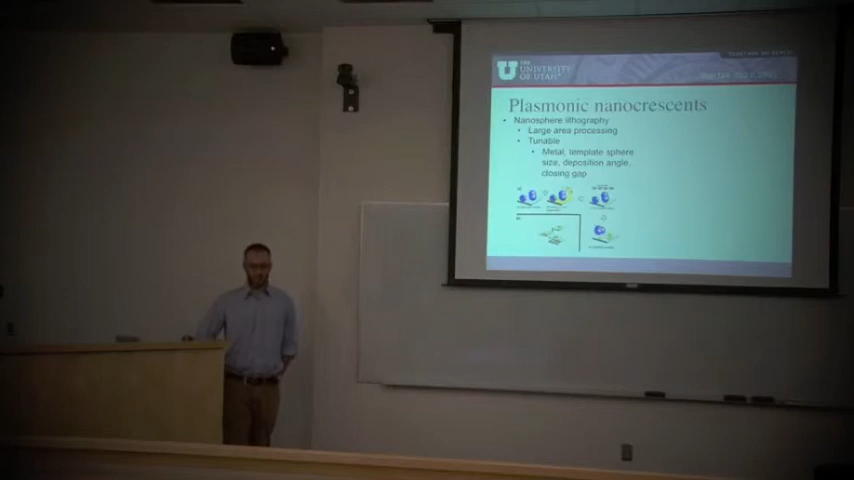 THE
UNIVERSITY
OF UTAH
Plasmonic nanocrescents
• Nanosphere lithography
• Large area processing
• Tunable
• Metal, template sphere
size, deposition angle,
closing gap